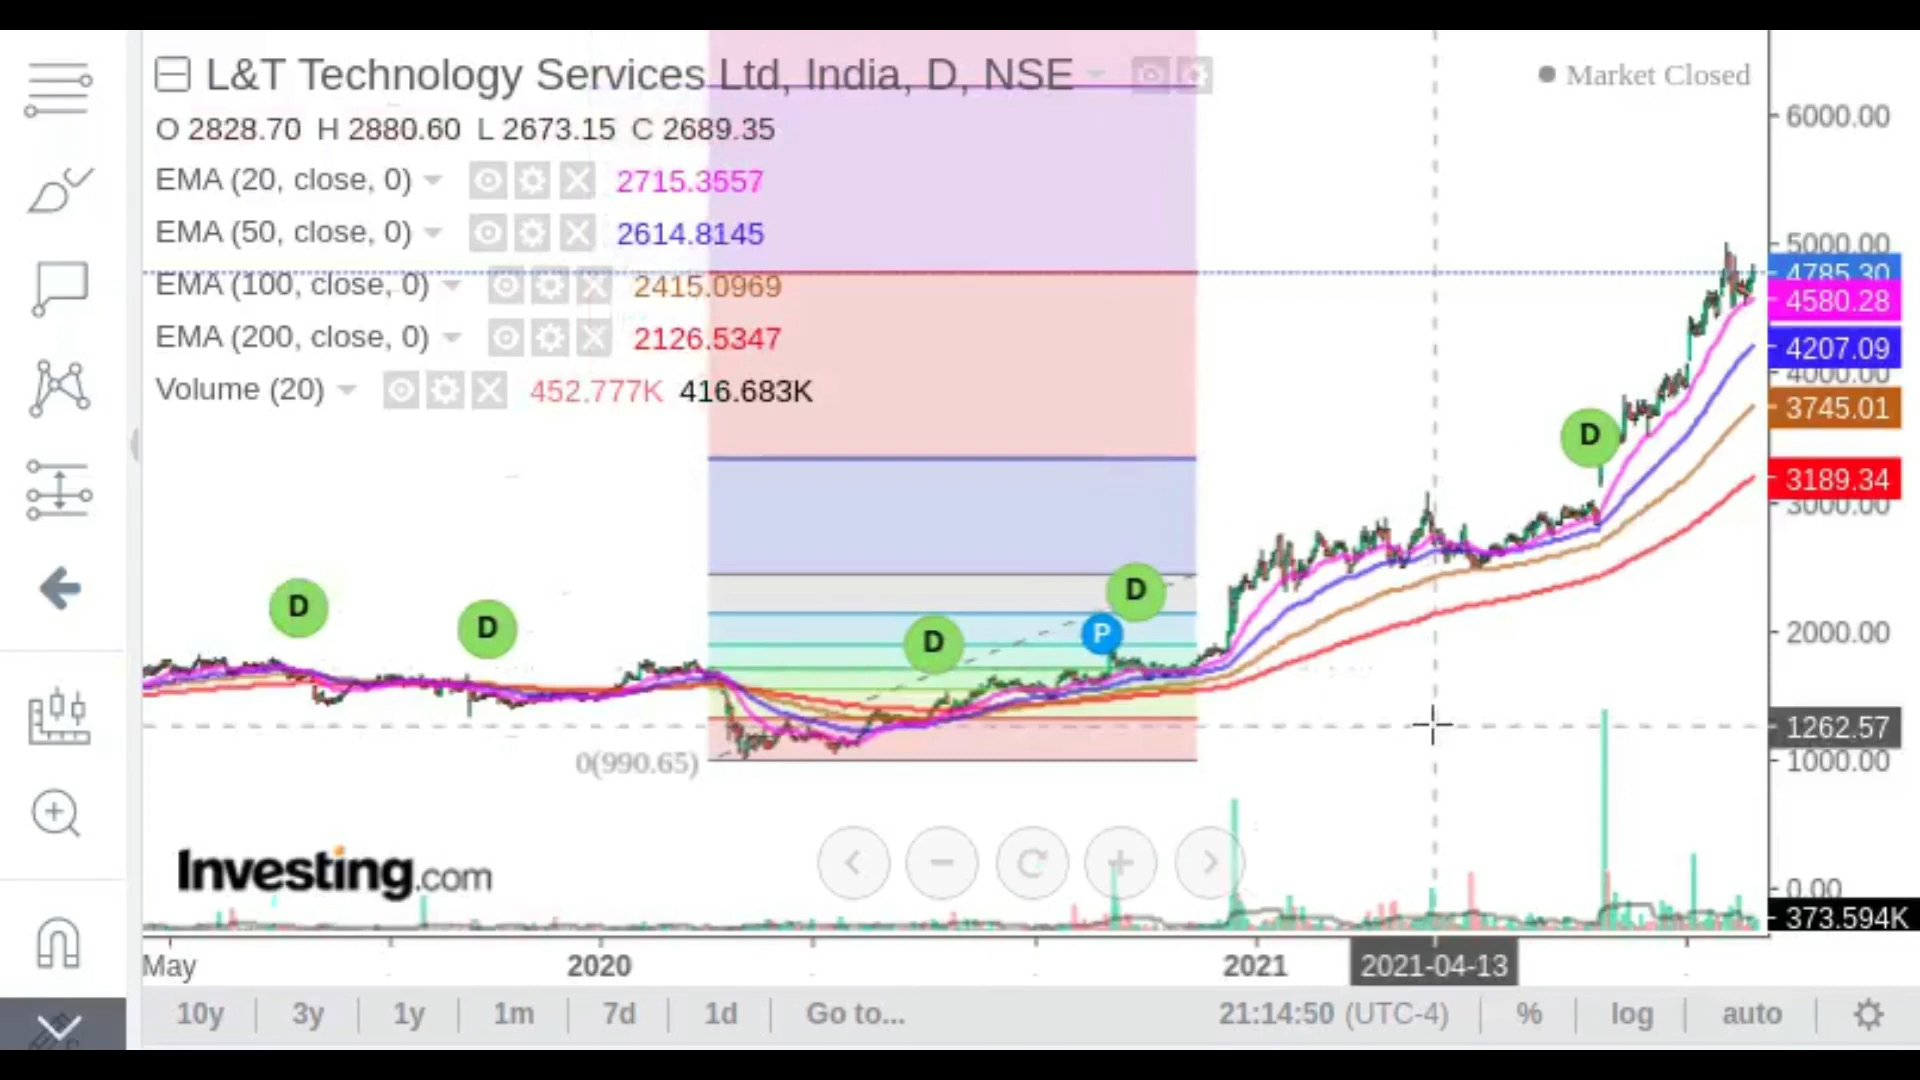 L&T Technology Services Ltd, India, D, NSE
Market Closed
O 2828.70 H 2880.60 L 2673.15 C 2689.35
EMA (20, close, 0) 2715.3557
EMA (50, close, 0) 2614.8145
EMA (100, close, 0) 2415.0969
EMA (200, close, 0) 2126.5347
Volume (20) 452.777K 416.683K
6000.00
5000.00
4785.30
4580.28
4207.09
4000.00
3745.01
3189.34
3000.00
2000.00
1262.57
1000.00
0.00
373.594K
D
D
D
D
P
D
0(990.65)
Investing.com
May 2020 2021 2021-04-13
10y 3y 1y 1m 7d 1d Go to... 21:14:50 (UTC-4) % log auto